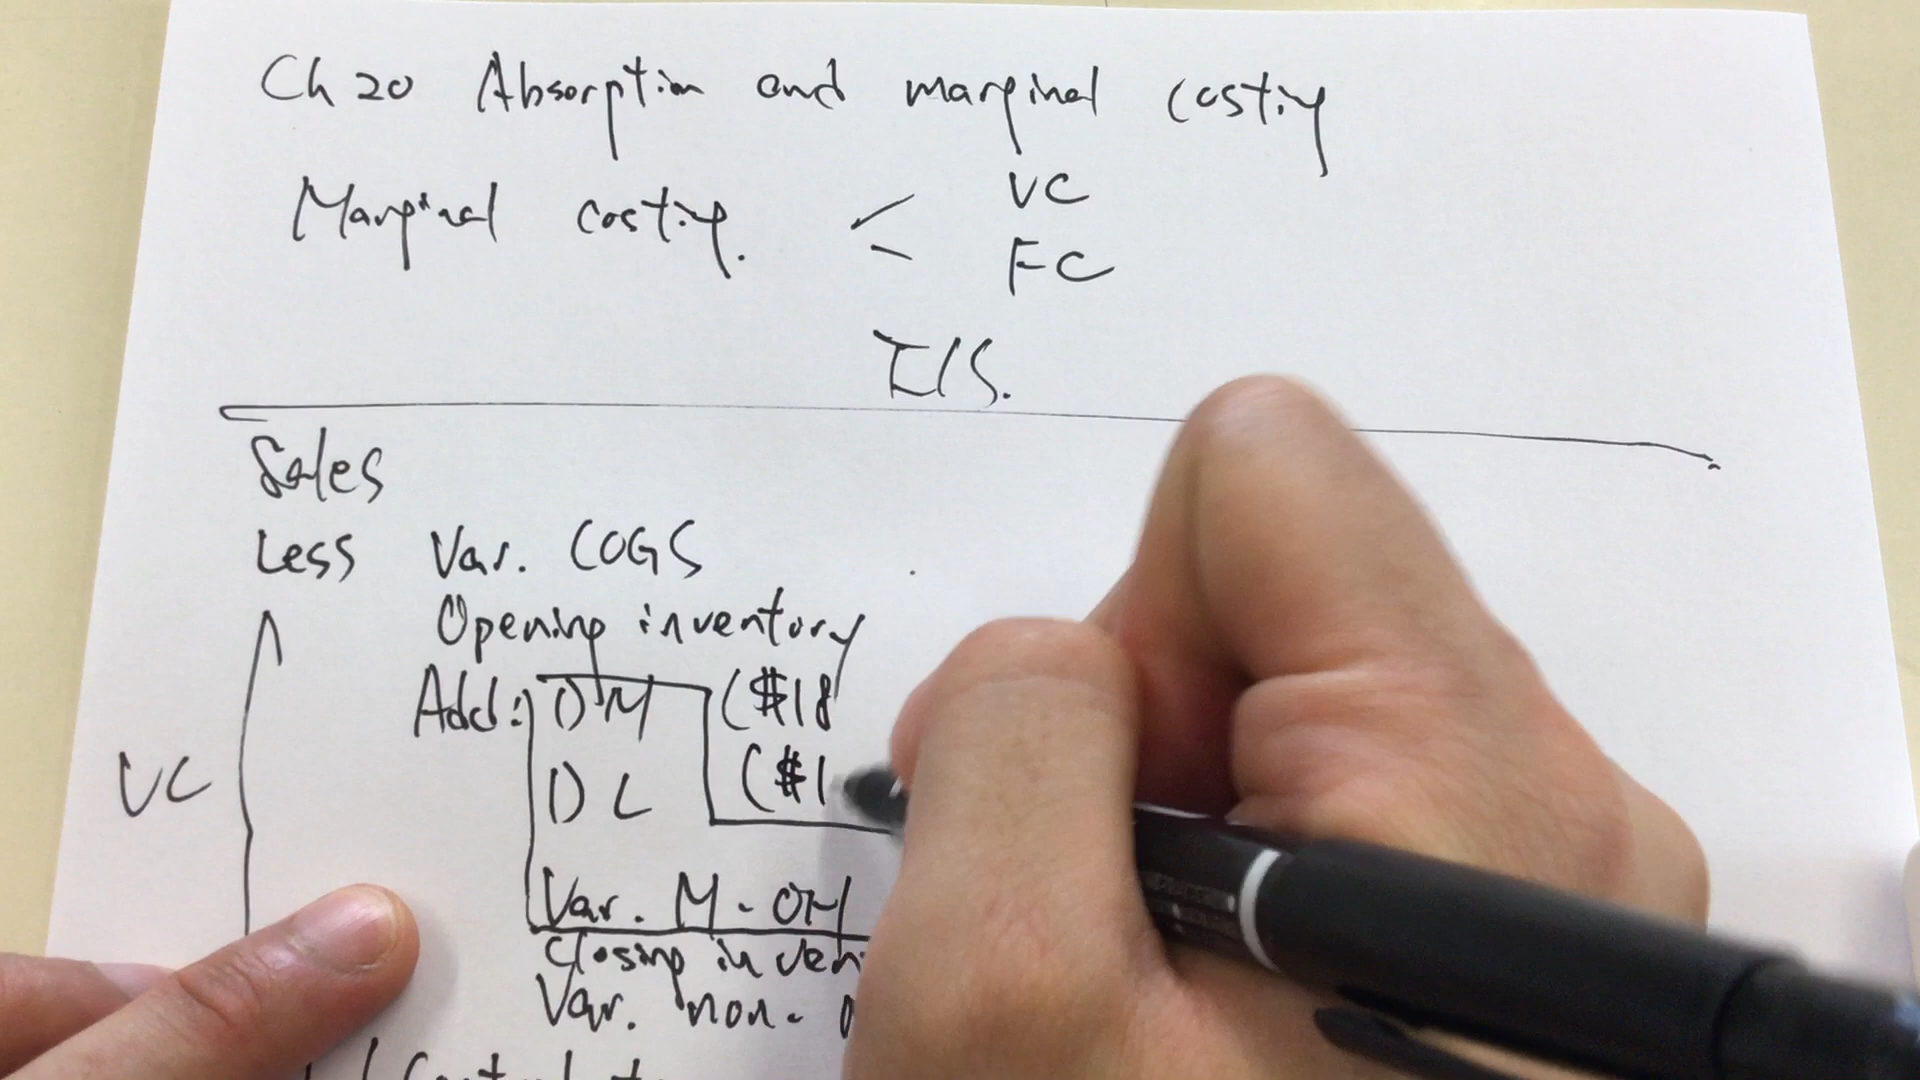 Ch 20 Absorption and marginal costing
Marginal costing. < VC
FC
I/S.
Sales
Less Var. COGS
Opening inventory
Add: DM ($18
DL ($1
VC
Var. M-OH
Closing
Var. non-